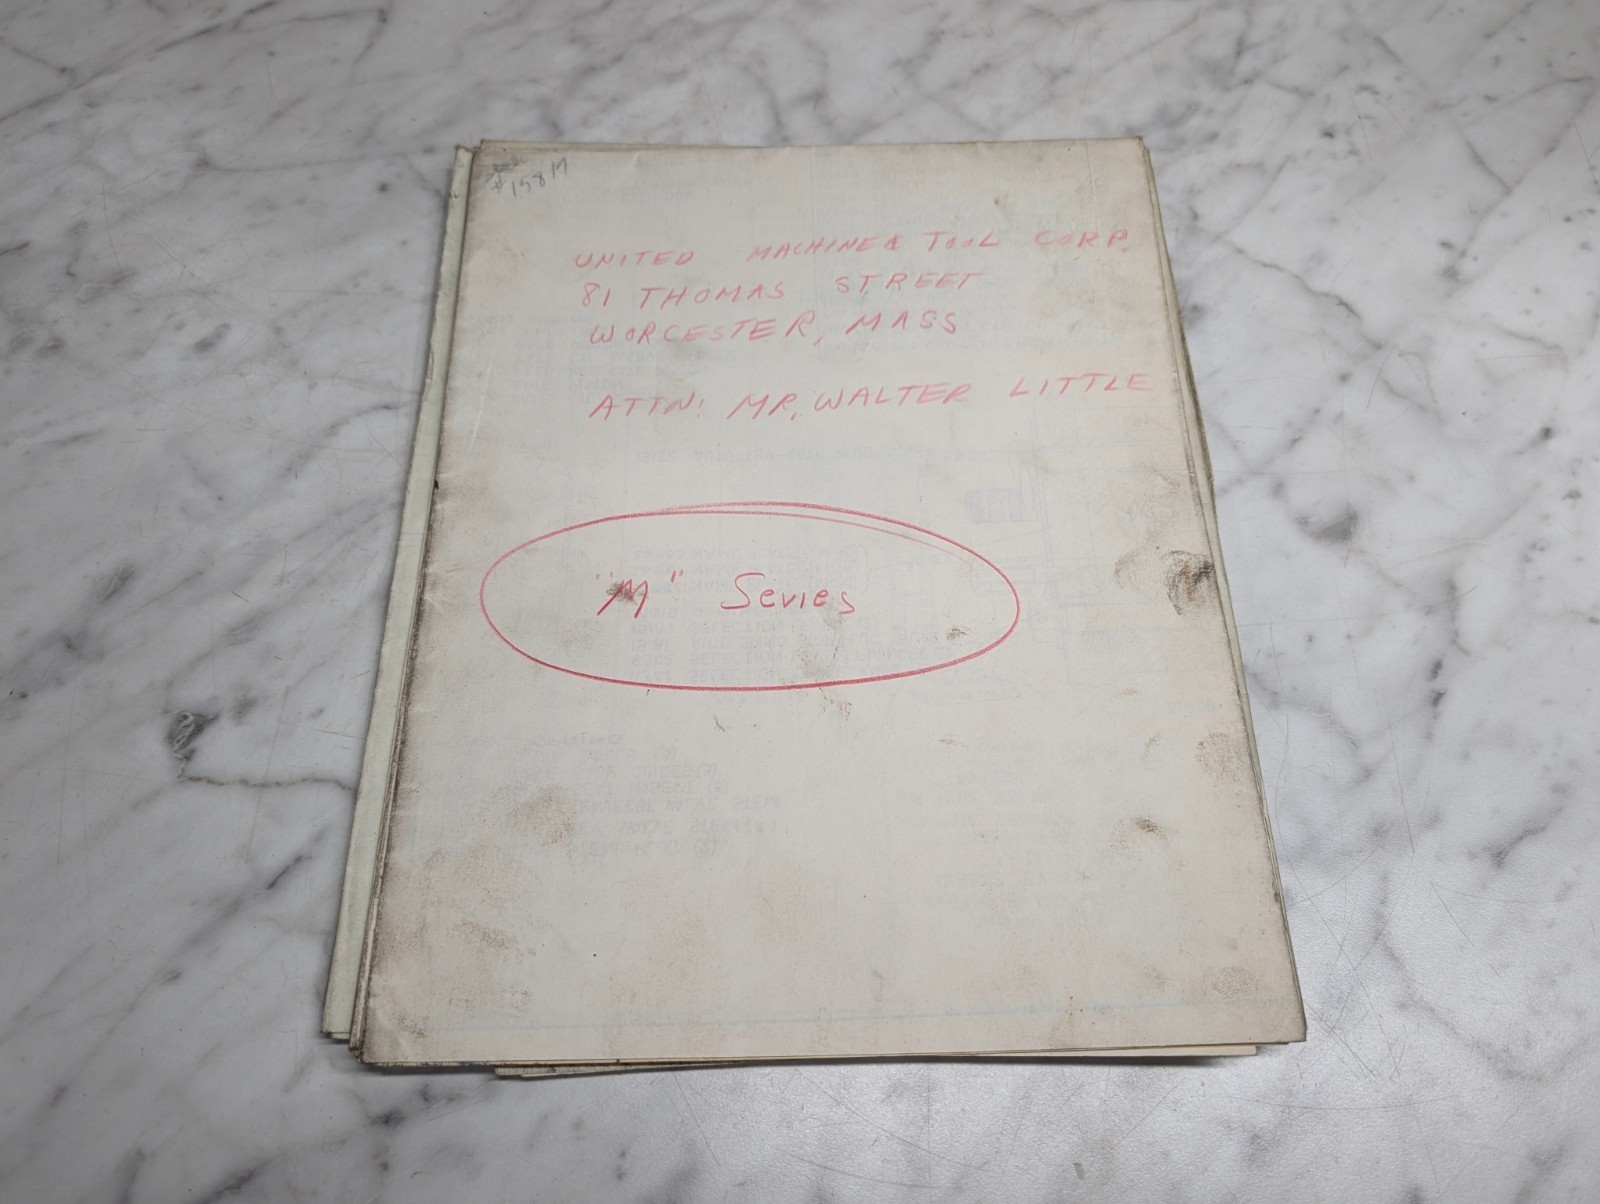 #15817
UNITED MACHINE & TOOL CORP.
81 THOMAS STREET
WORCESTER, MASS
ATTN: MR. WALTER LITTLE
"M" Series